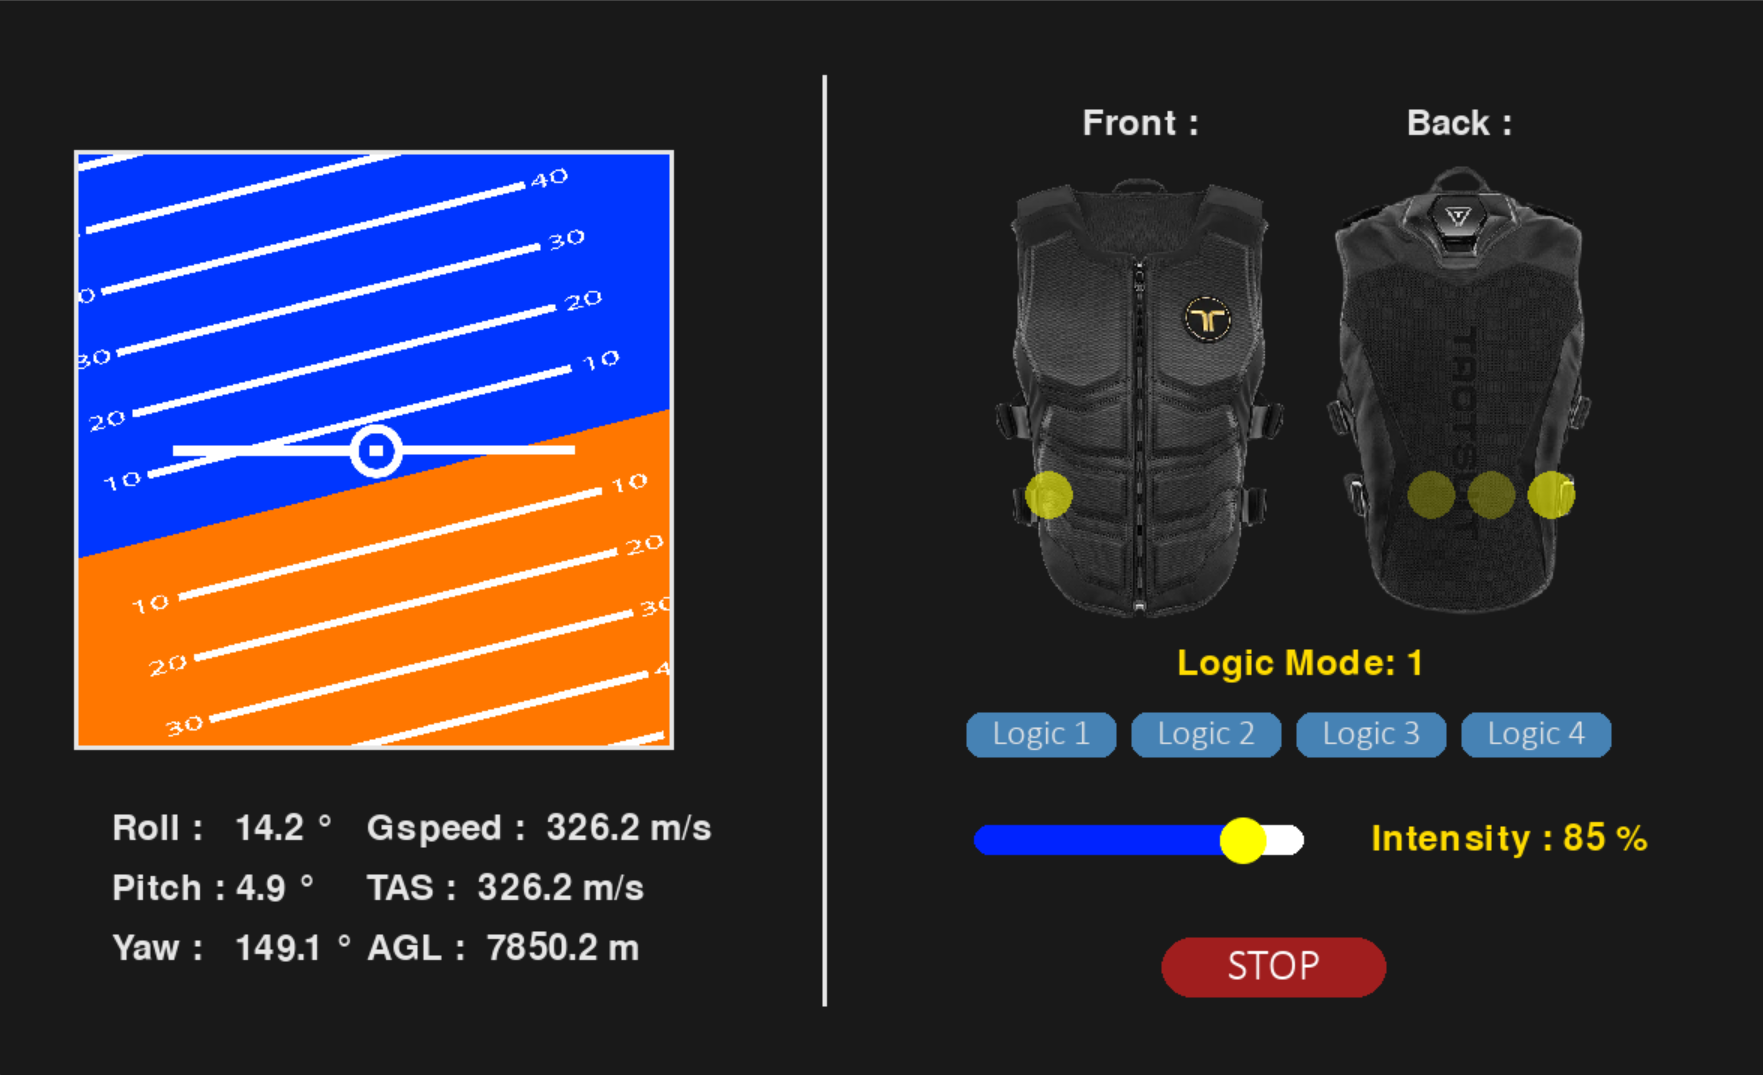 40
30
20
10
0
30
20
10
10
20
30
4
10
20
30
Roll : 14.2 ° Gspeed : 326.2 m/s
Pitch : 4.9 ° TAS : 326.2 m/s
Yaw : 149.1 ° AGL : 7850.2 m
Front :
Back :
Logic Mode: 1
Logic 1
Logic 2
Logic 3
Logic 4
Intensity : 85 %
STOP